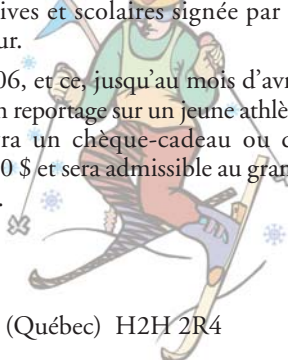 ives et scolaires signée par
ur.
06, et ce, jusqu'au mois d'avr
n reportage sur un jeune athlè
ra un chèque-cadeau ou c
0 $ et sera admissible au gran
.
(Québec) H2H 2R4